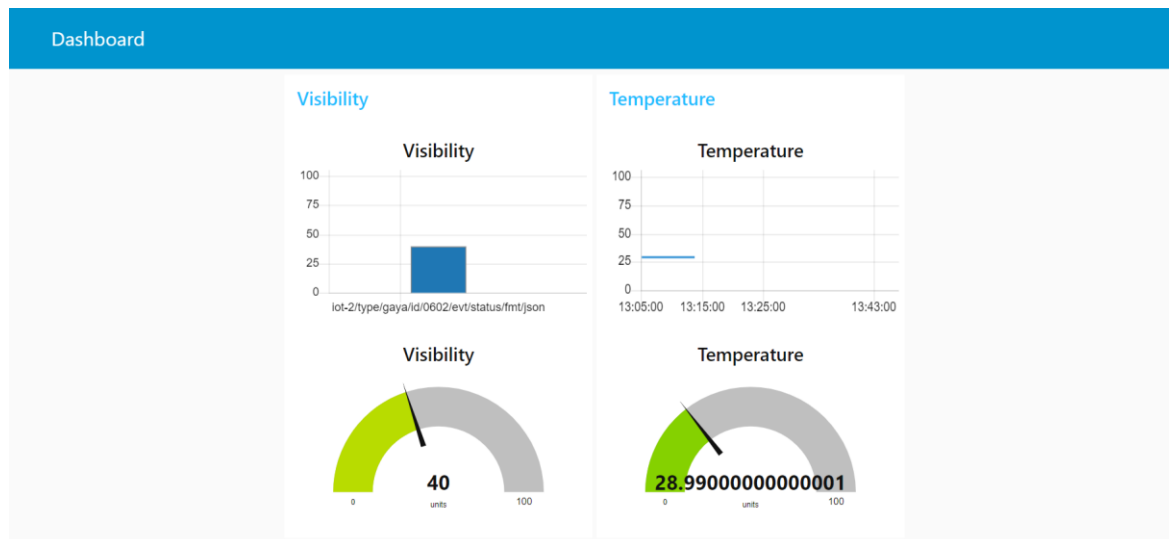 Dashboard
Visibility
Visibility
100
75
50
25
0
iot-2/type/gaya/id/0602/evt/status/fmt/json
Visibility
40
0
units
100
Temperature
Temperature
100
75
50
25
0
13:05:00 13:15:00 13:25:00 13:43:00
Temperature
28.99000000000001
0
units
100